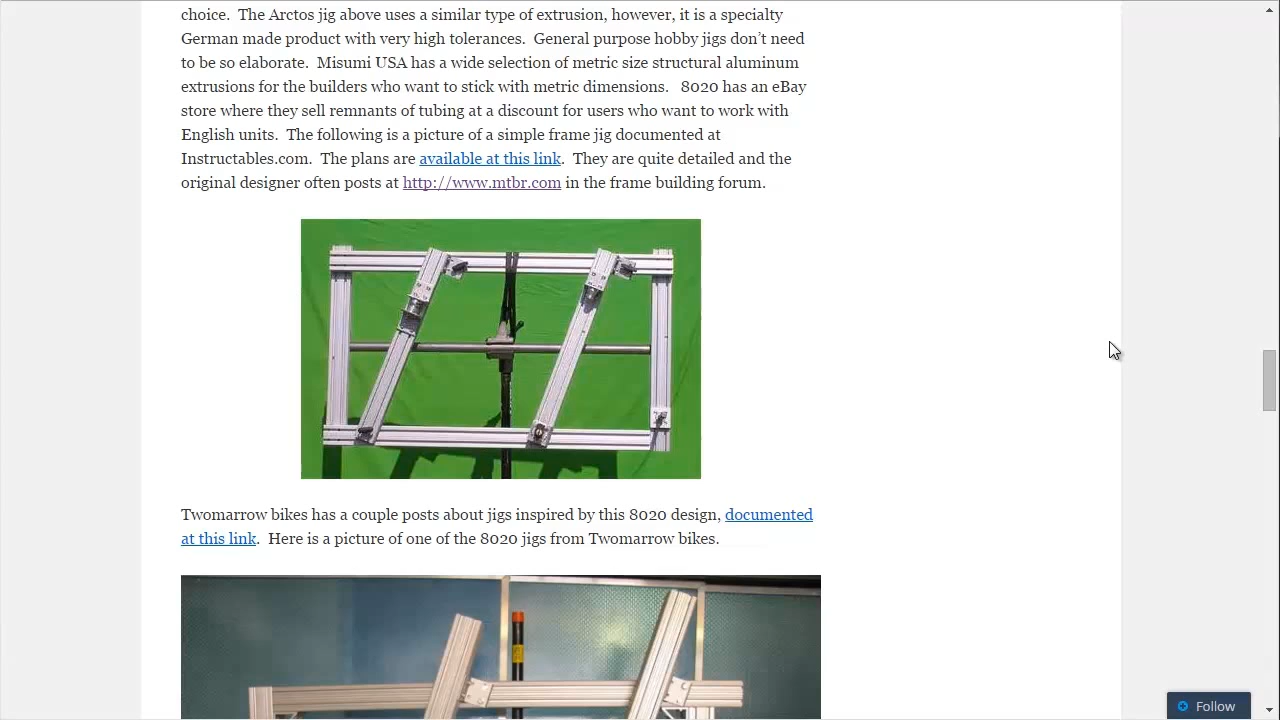 choice.  The Arctos jig above uses a similar type of extrusion, however, it is a specialty
German made product with very high tolerances.  General purpose hobby jigs don’t need
to be so elaborate.  Misumi USA has a wide selection of metric size structural aluminum
extrusions for the builders who want to stick with metric dimensions.   8020 has an eBay
store where they sell remnants of tubing at a discount for users who want to work with
English units.  The following is a picture of a simple frame jig documented at
Instructables.com.  The plans are available at this link.  They are quite detailed and the
original designer often posts at http://www.mtbr.com in the frame building forum.
Twomarrow bikes has a couple posts about jigs inspired by this 8020 design, documented
at this link.  Here is a picture of one of the 8020 jigs from Twomarrow bikes.
Follow